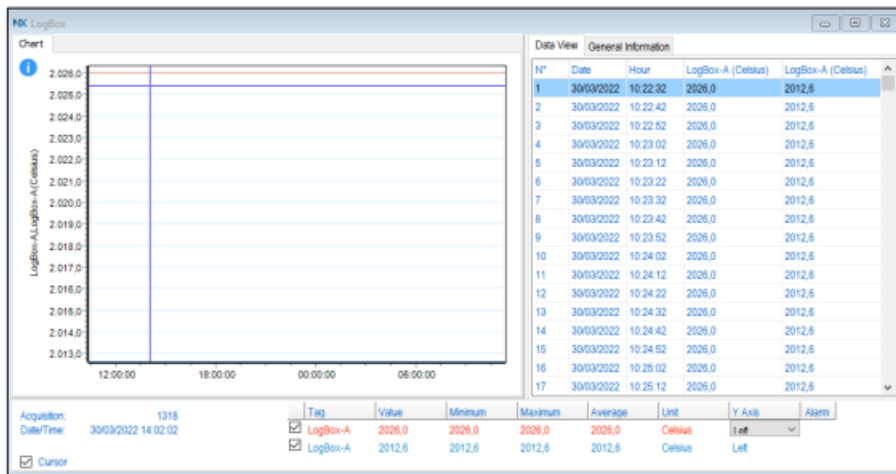 NX LogBox
Chart
2.026,0
2.025,0
2.024,0
2.023,0
2.022,0
2.021,0
2.020,0
2.019,0
2.018,0
2.017,0
2.016,0
2.015,0
2.014,0
2.013,0
LogBox-A,LogBox-A (Celsius)
12:00:00 18:00:00 00:00:00 06:00:00
Data View General Information
N° Date Hour LogBox-A (Celsius) LogBox-A (Celsius)
1 30/03/2022 10:22:32 2026,0 2012,6
2 30/03/2022 10:22:42 2026,0 2012,6
3 30/03/2022 10:22:52 2026,0 2012,6
4 30/03/2022 10:23:02 2026,0 2012,6
5 30/03/2022 10:23:12 2026,0 2012,6
6 30/03/2022 10:23:22 2026,0 2012,6
7 30/03/2022 10:23:32 2026,0 2012,6
8 30/03/2022 10:23:42 2026,0 2012,6
9 30/03/2022 10:23:52 2026,0 2012,6
10 30/03/2022 10:24:02 2026,0 2012,6
11 30/03/2022 10:24:12 2026,0 2012,6
12 30/03/2022 10:24:22 2026,0 2012,6
13 30/03/2022 10:24:32 2026,0 2012,6
14 30/03/2022 10:24:42 2026,0 2012,6
15 30/03/2022 10:24:52 2026,0 2012,6
16 30/03/2022 10:25:02 2026,0 2012,6
17 30/03/2022 10:25:12 2026,0 2012,6
Acquisition: 1318
Date/Time: 30/03/2022 14:02:02
Cursor
Tag Value Minimum Maximum Average Unit Y Axis Alarm
LogBox-A 2026,0 2026,0 2026,0 2026,0 Celsius Left
LogBox-A 2012,6 2012,6 2012,6 2012,6 Celsius Left